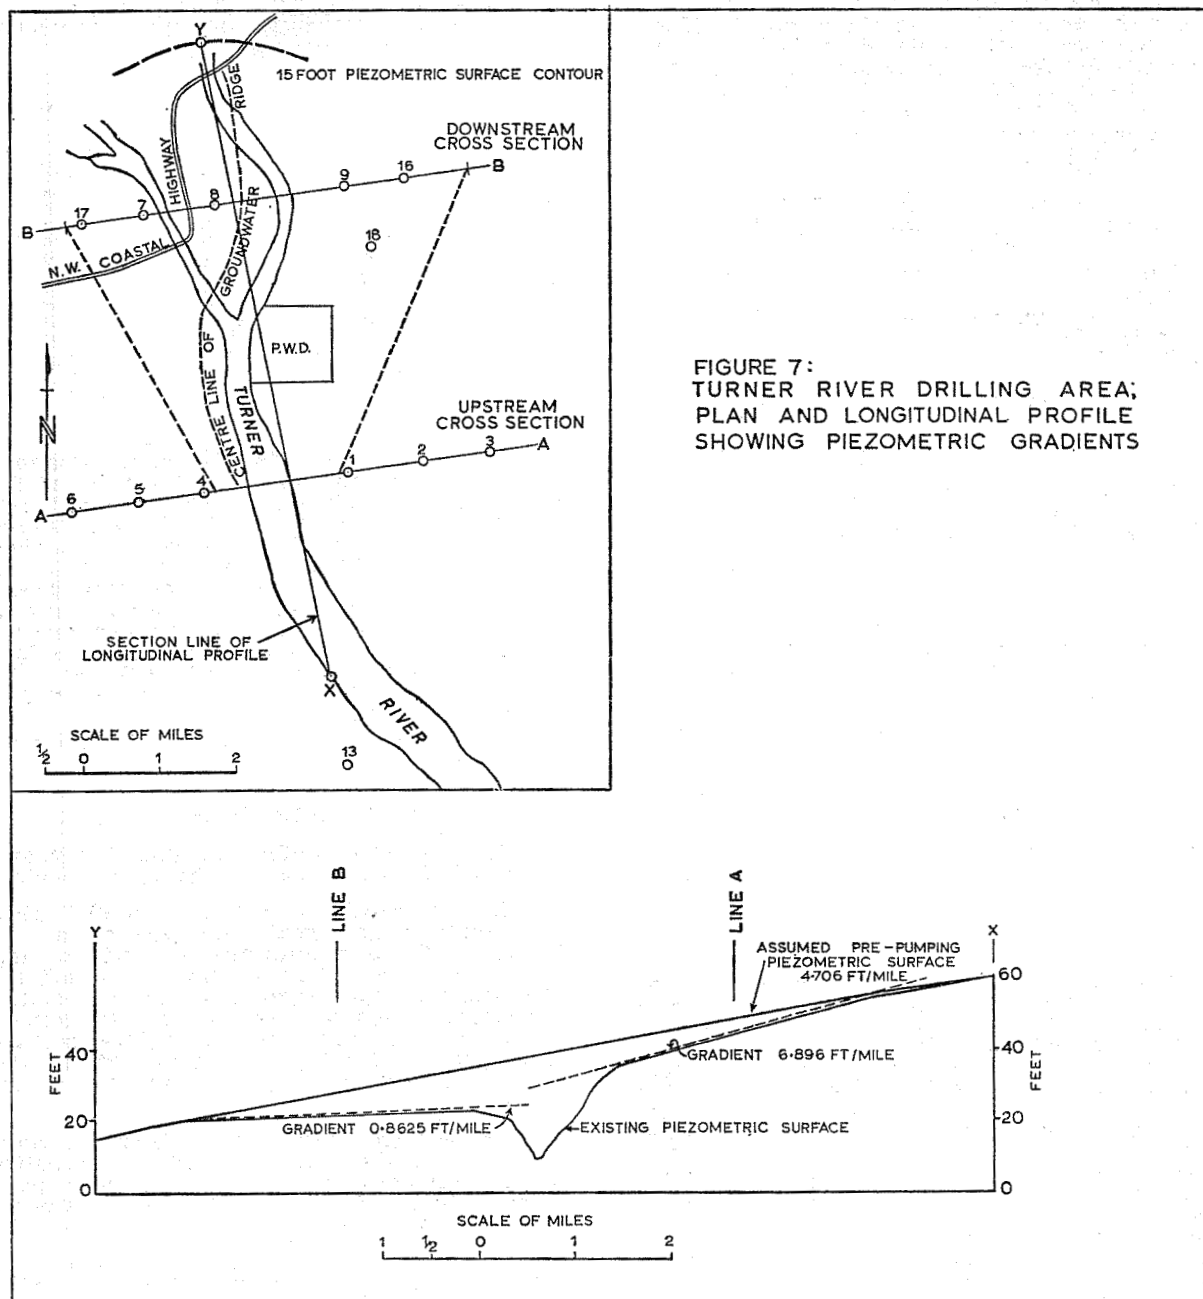 Y
15 FOOT PIEZOMETRIC SURFACE CONTOUR
RIDGE
HIGHWAY
DOWNSTREAM
CROSS SECTION
B
17
7
8
9
16
B
N.W. COASTAL
GROUNDWATER
18
CENTRE LINE OF
P.W.D.
TURNER
N
UPSTREAM
CROSS SECTION
A
6
5
4
1
2
3
A
SECTION LINE OF
LONGITUDINAL PROFILE
X
RIVER
13
SCALE OF MILES
1/2 0 1 2
FIGURE 7:
TURNER RIVER DRILLING AREA;
PLAN AND LONGITUDINAL PROFILE
SHOWING PIEZOMETRIC GRADIENTS
Y
LINE B
LINE A
X
ASSUMED PRE-PUMPING
PIEZOMETRIC SURFACE
4·706 FT/MILE
60
40
GRADIENT 6·896 FT/MILE
40
FEET
FEET
20
GRADIENT 0·8625 FT/MILE
EXISTING PIEZOMETRIC SURFACE
20
0
0
SCALE OF MILES
1 1/2 0 1 2